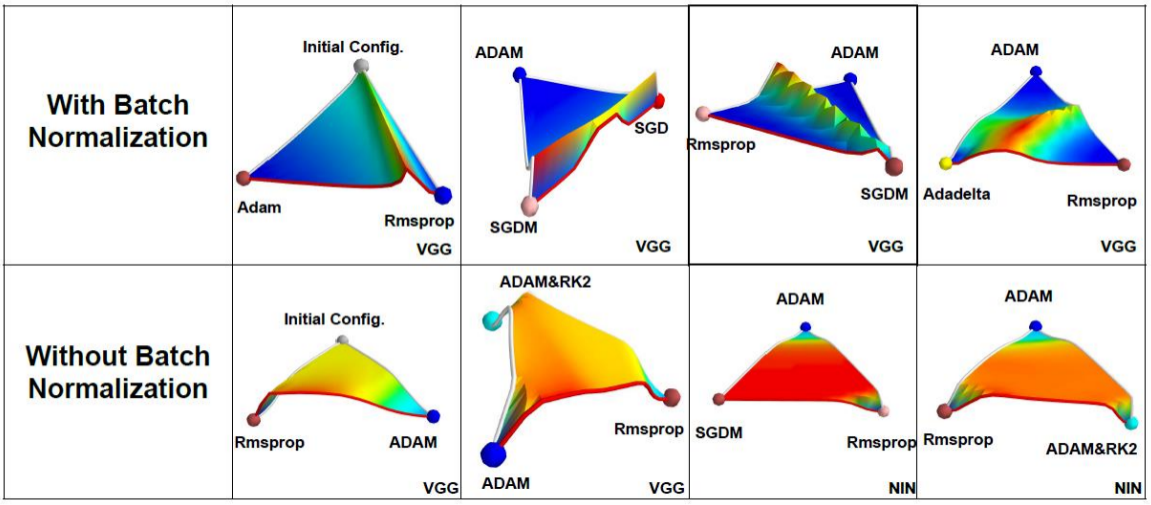 With Batch
Normalization
Initial Config.
Adam
Rmsprop
VGG
ADAM
SGD
SGDM
VGG
ADAM
Rmsprop
SGDM
VGG
ADAM
Adadelta
Rmsprop
VGG
Without Batch
Normalization
Initial Config.
Rmsprop
ADAM
VGG
ADAM&RK2
Rmsprop
ADAM
VGG
ADAM
SGDM
Rmsprop
NIN
ADAM
Rmsprop
ADAM&RK2
NIN